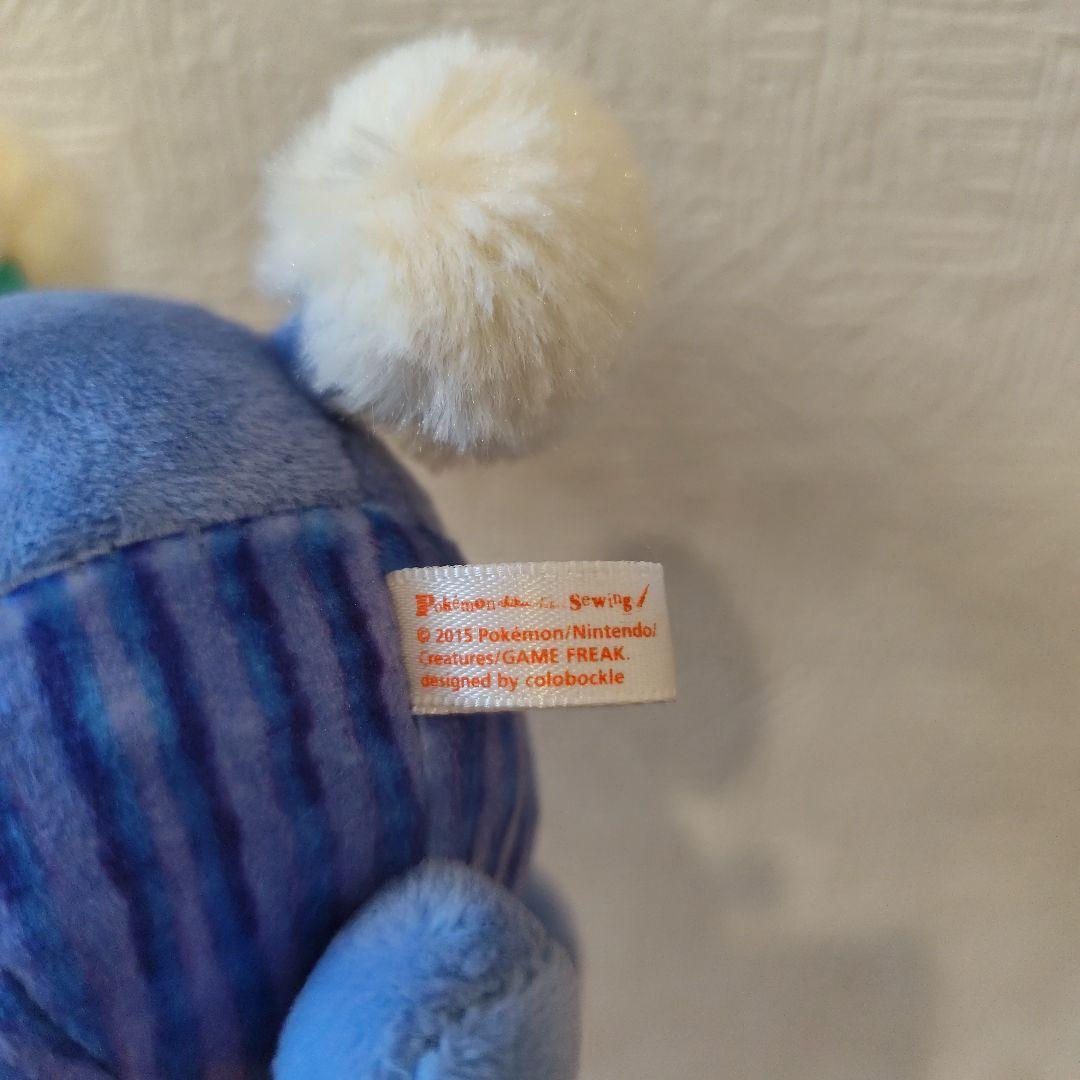 Pokémon Sewing
© 2015 Pokémon/Nintendo/
Creatures/GAME FREAK.
designed by colobockle